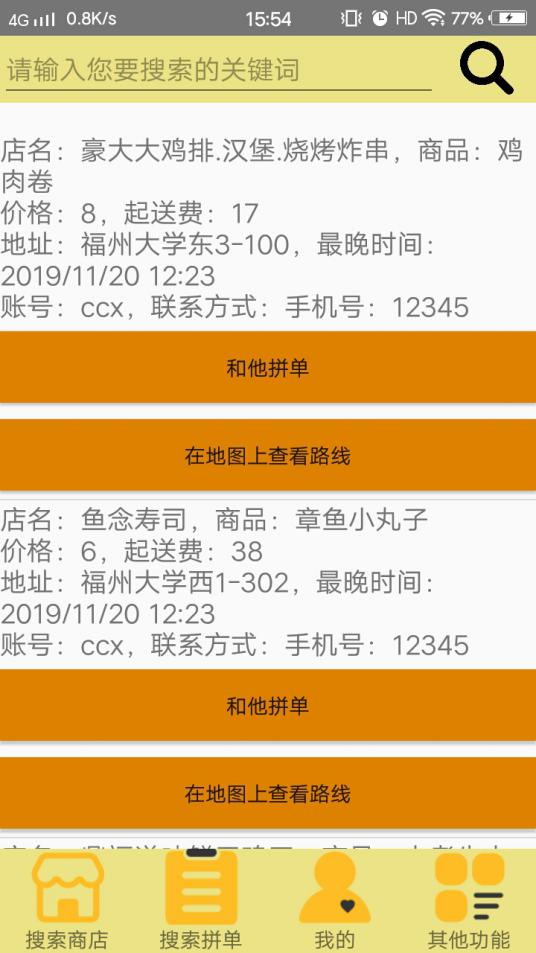 4G 0.8K/s 15:54 HD 77%
请输入您要搜索的关键词
店名：豪大大鸡排.汉堡.烧烤炸串，商品：鸡
肉卷
价格：8，起送费：17
地址：福州大学东3-100，最晚时间：
2019/11/20 12:23
账号：ccx，联系方式：手机号：12345
和他拼单
在地图上查看路线
店名：鱼念寿司，商品：章鱼小丸子
价格：6，起送费：38
地址：福州大学西1-302，最晚时间：
2019/11/20 12:23
账号：ccx，联系方式：手机号：12345
和他拼单
在地图上查看路线
搜索商店 搜索拼单 我的 其他功能